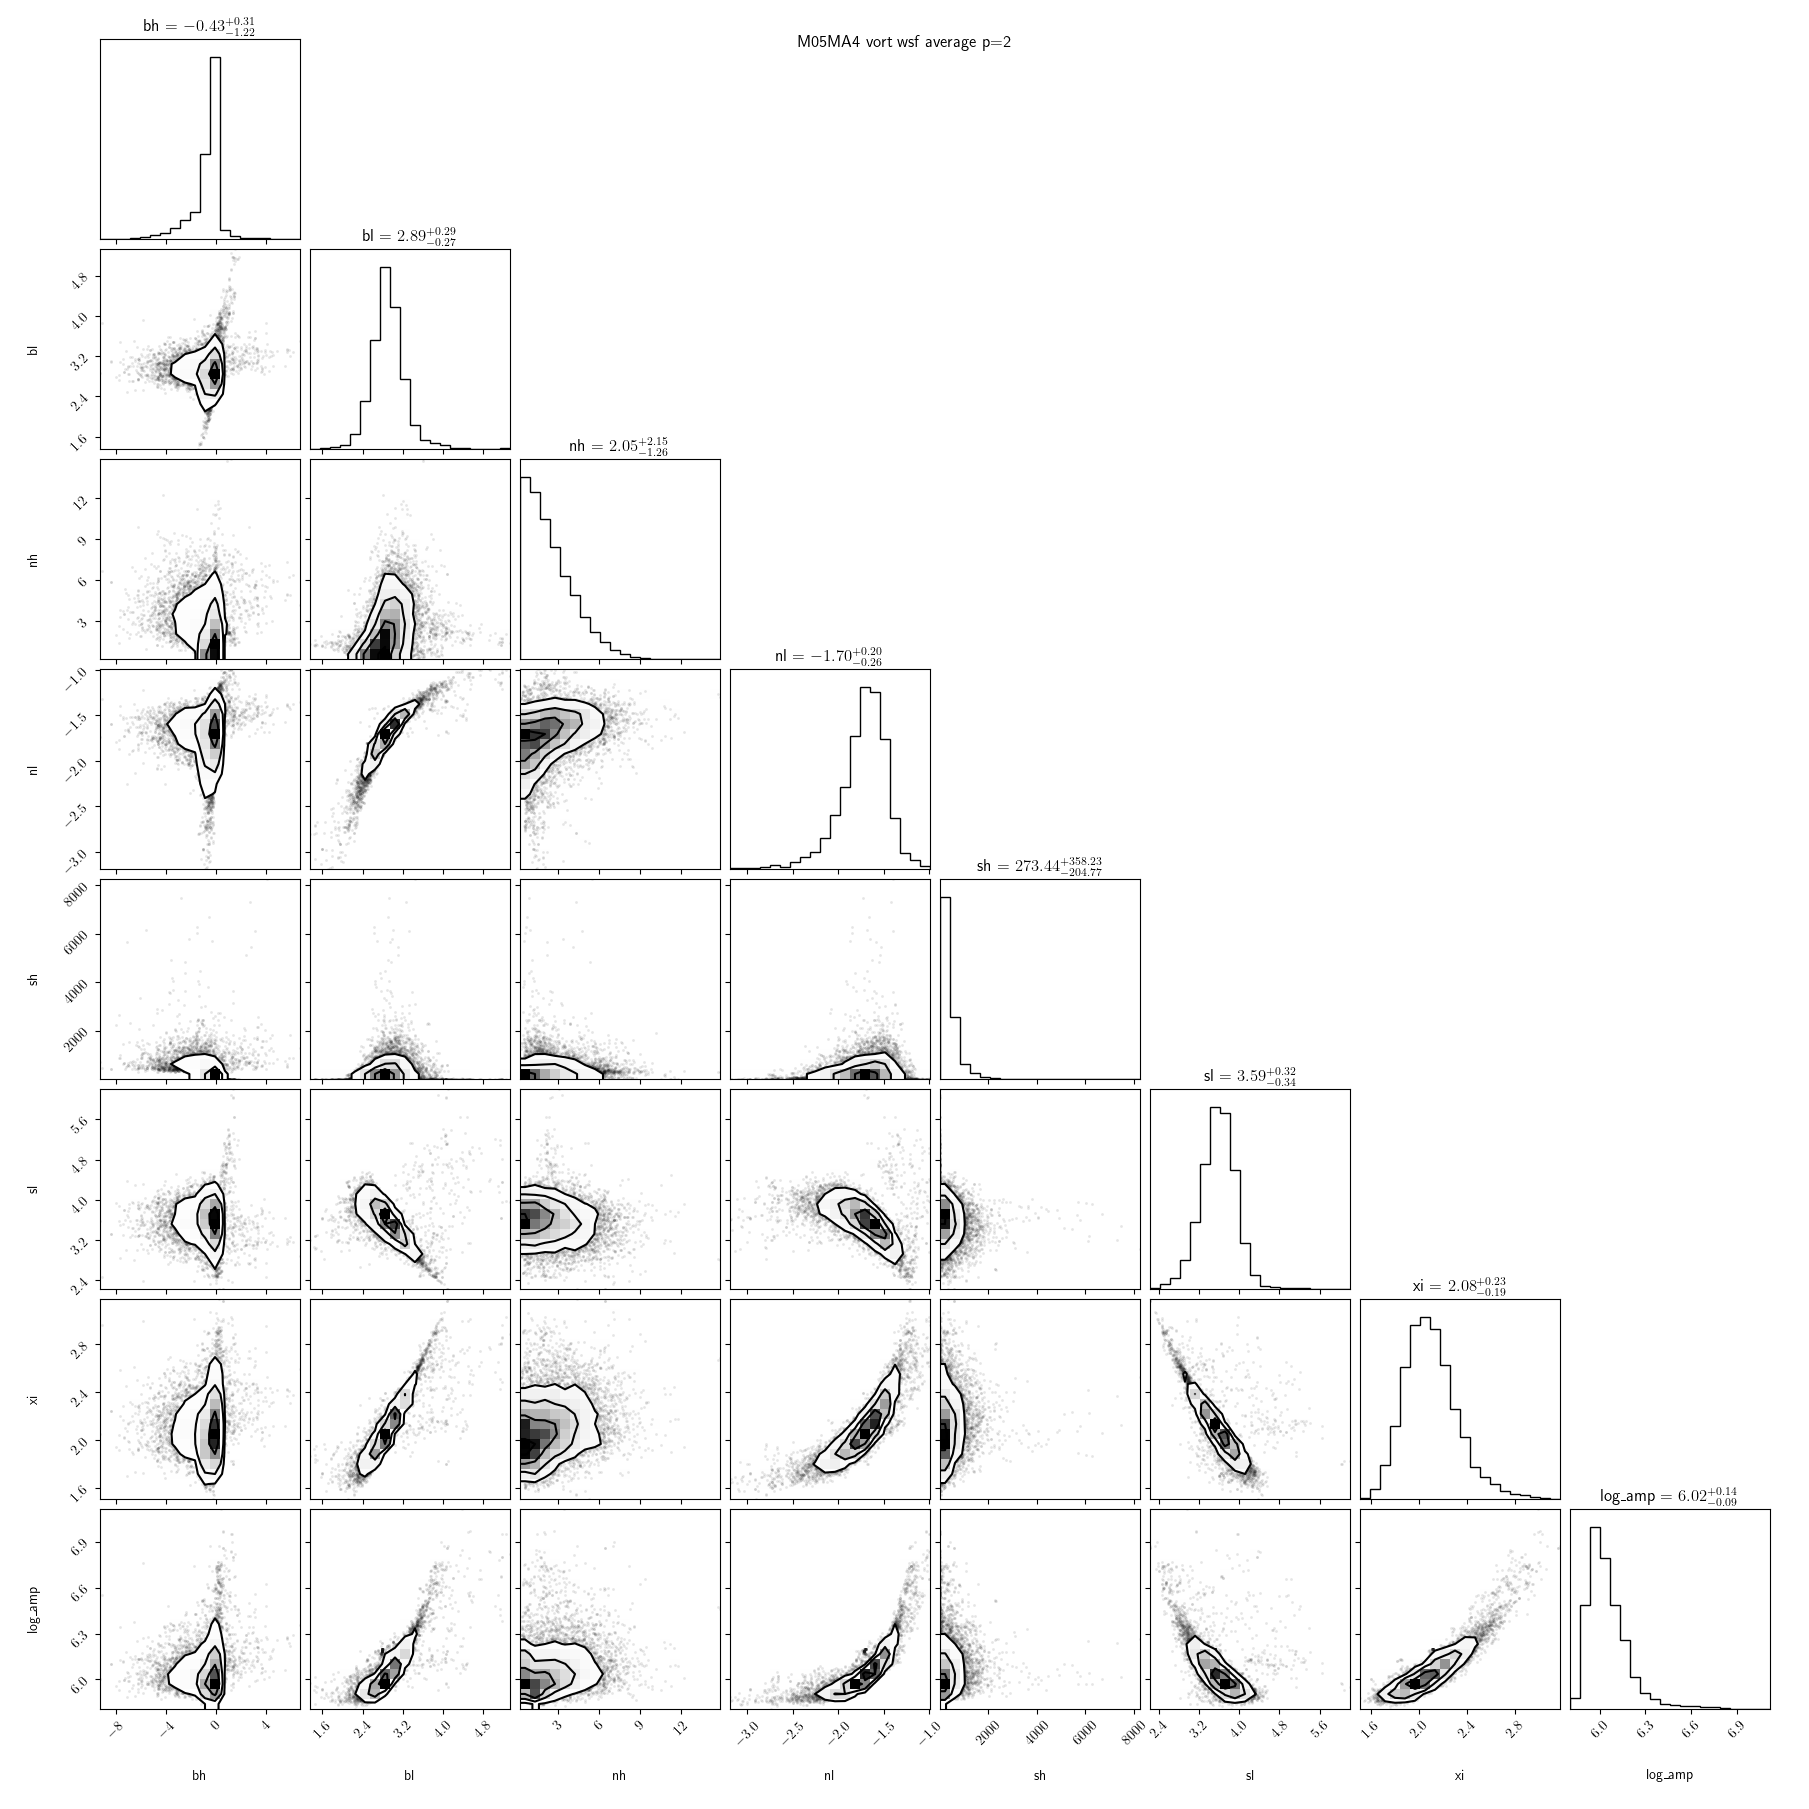 M05MA4 vort wsf average p=2
bh = −0.43 +0.31 −1.22
bl = 2.89 +0.29 −0.27
4.8
4.0
3.2
2.4
1.6
bl
nh = 2.05 +2.15 −1.26
12
9
6
3
nh
nl = −1.70 +0.20 −0.26
−1.0
−1.5
−2.0
−2.5
−3.0
nl
sh = 273.44 +358.23 −204.77
8000
6000
4000
2000
sh
sl = 3.59 +0.32 −0.34
5.6
4.8
4.0
3.2
2.4
sl
xi = 2.08 +0.23 −0.19
2.8
2.4
2.0
1.6
xi
log_amp = 6.02 +0.14 −0.09
6.9
6.6
6.3
6.0
log_amp
−8 −4 0 4
1.6 2.4 3.2 4.0 4.8
3 6 9 12
−3.0 −2.5 −2.0 −1.5 −1.0
2000 4000 6000 8000
2.4 3.2 4.0 4.8 5.6
1.6 2.0 2.4 2.8
6.0 6.3 6.6 6.9
bh bl nh nl sh sl xi log_amp